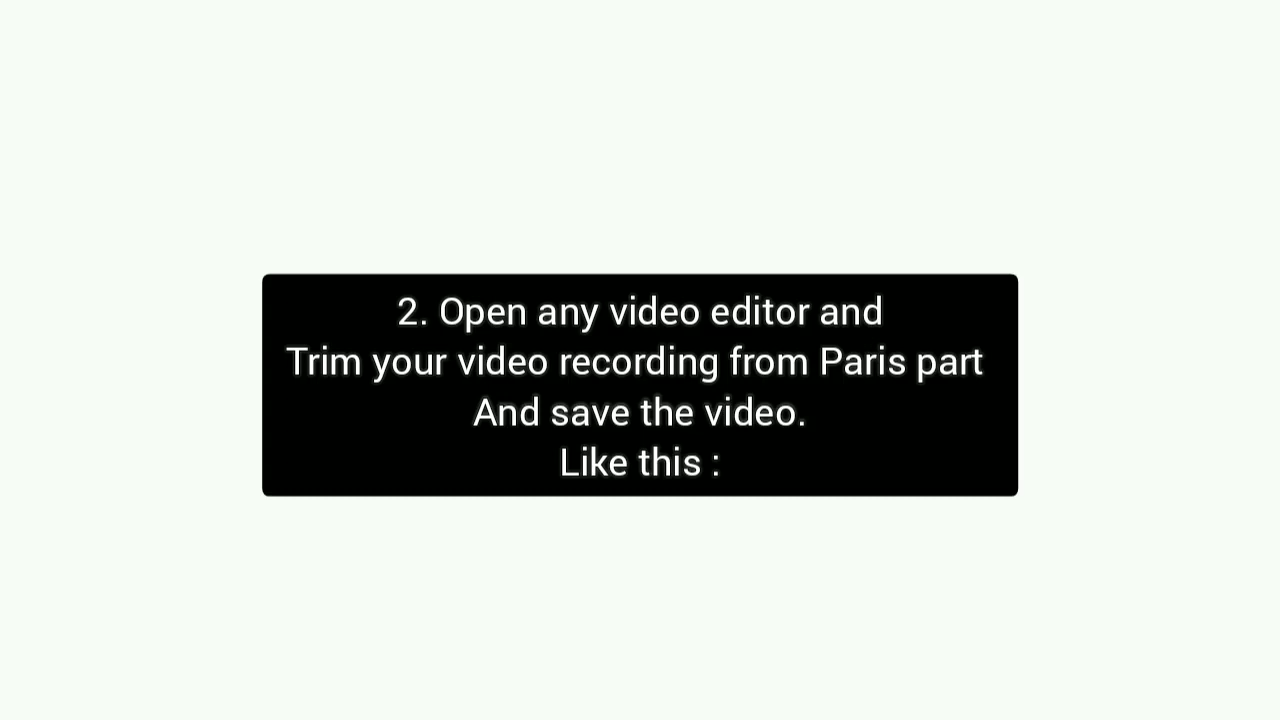 2. Open any video editor and
Trim your video recording from Paris part
And save the video.
Like this :